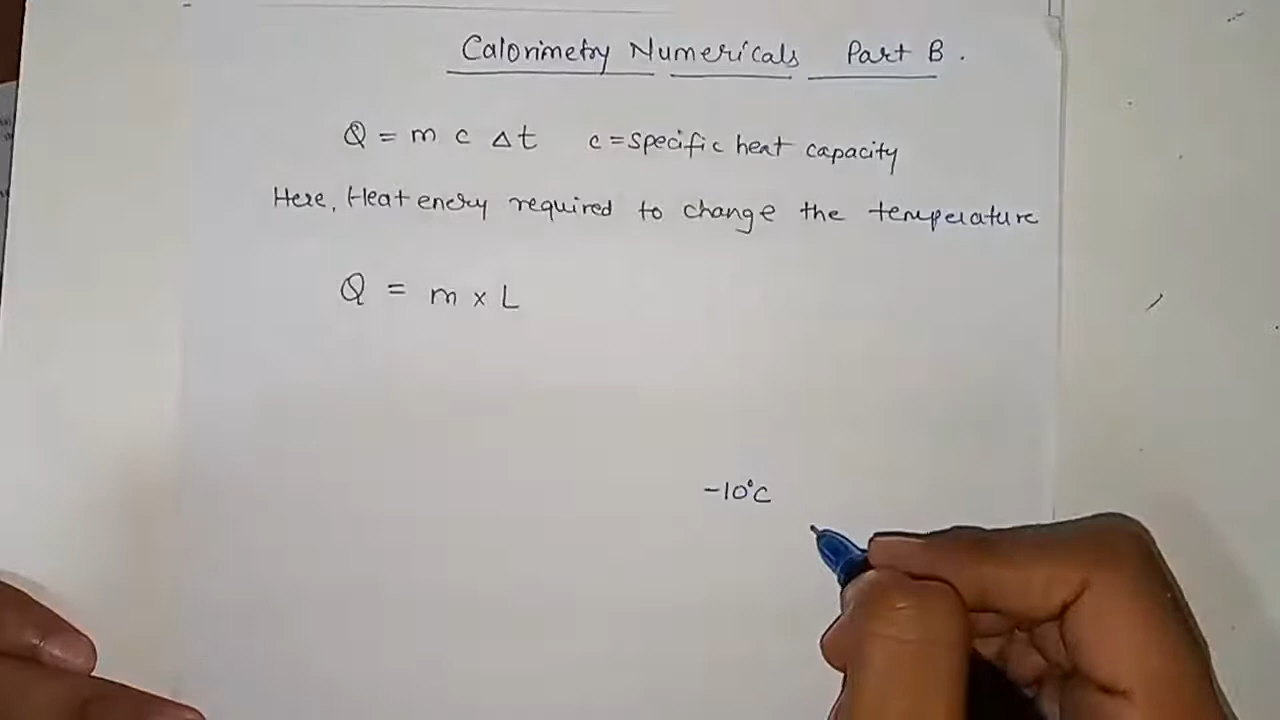 Calorimetry Numericals Part B.
Q = m c Δt c = specific heat capacity
Here, Heat enery required to change the temperature
Q = m x L
-10°C